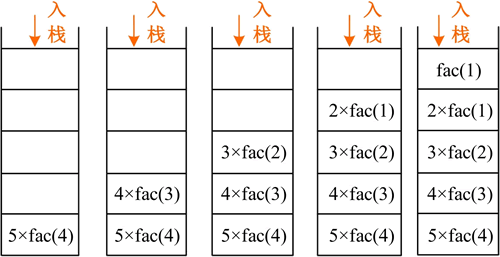 入 入 入 入 入
栈 栈 栈 栈 栈
fac(1)
2×fac(1) 2×fac(1)
3×fac(2) 3×fac(2) 3×fac(2)
4×fac(3) 4×fac(3) 4×fac(3) 4×fac(3)
5×fac(4) 5×fac(4) 5×fac(4) 5×fac(4) 5×fac(4)